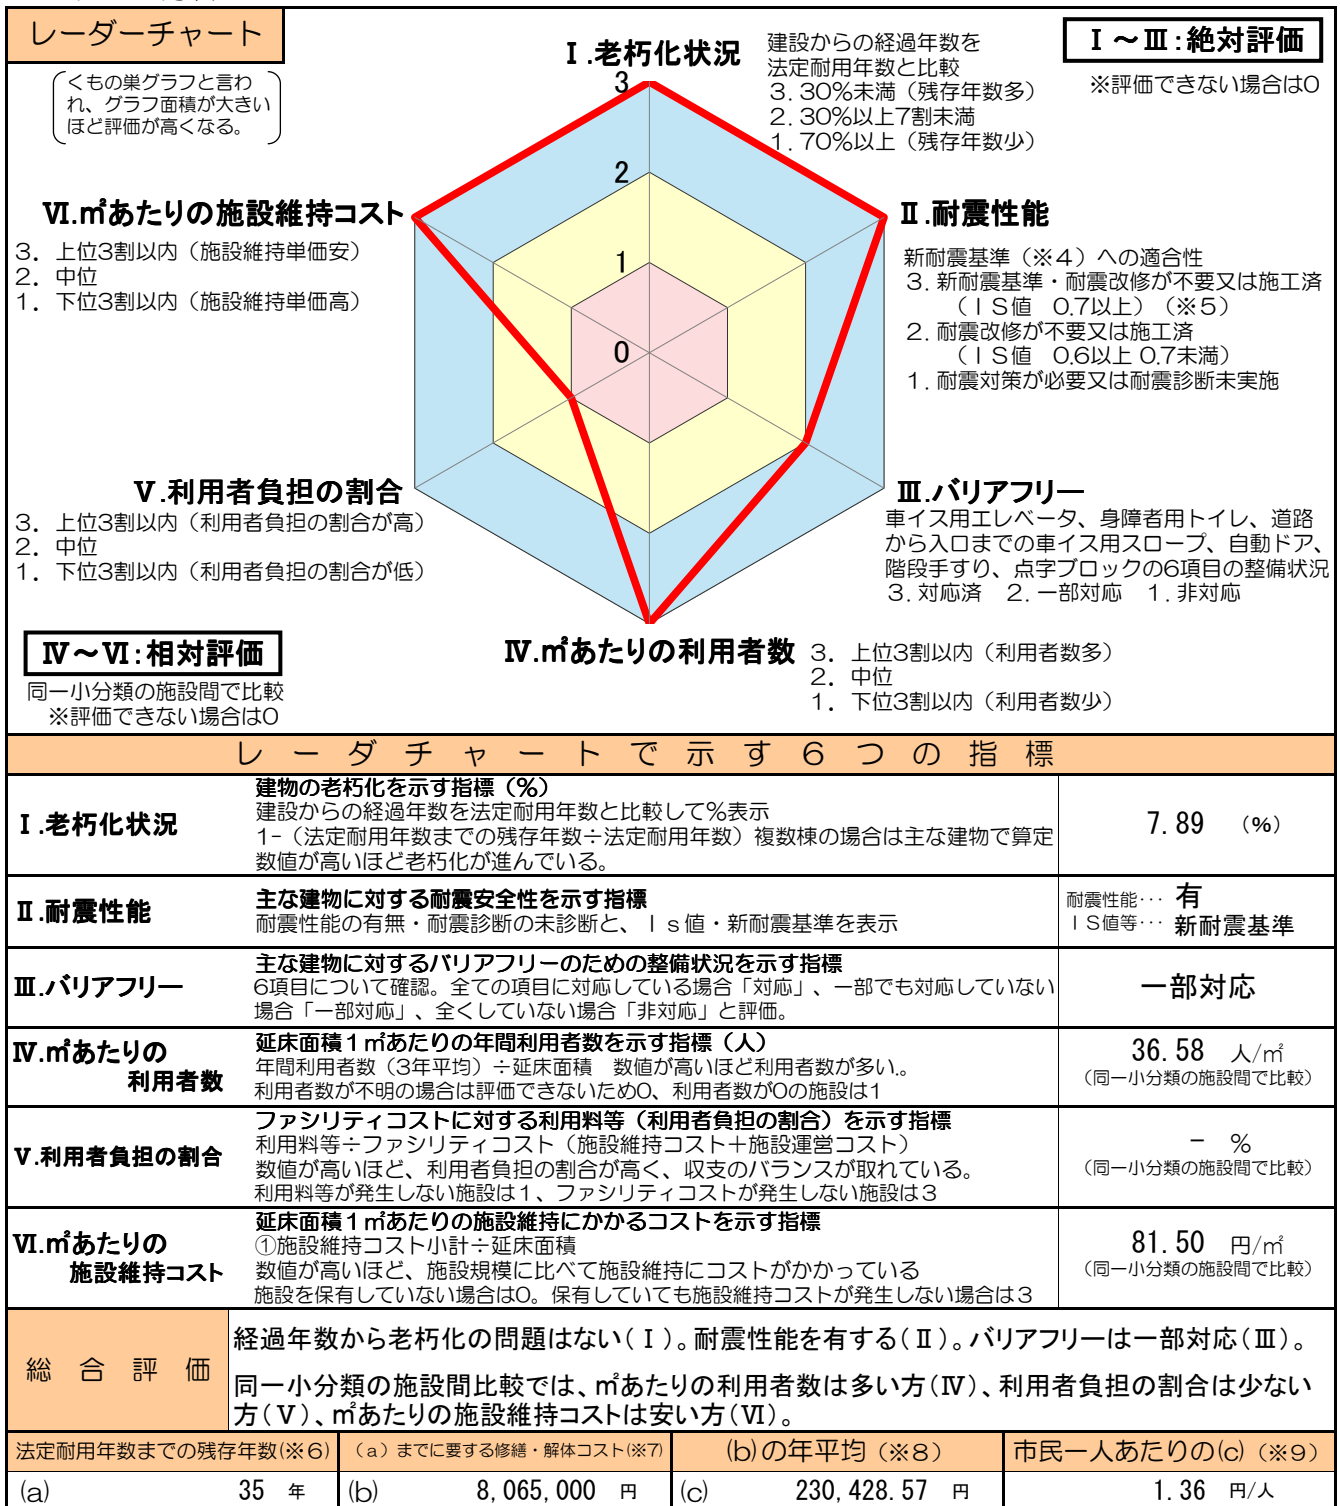 レーダーチャート
くもの巣グラフと言わ
れ、グラフ面積が大きい
ほど評価が高くなる。
Ⅰ～Ⅲ:絶対評価
※評価できない場合は0
Ⅰ.老朽化状況
建設からの経過年数を
法定耐用年数と比較
3. 30%未満（残存年数多）
2. 30%以上7割未満
1. 70%以上（残存年数少）
3
2
1
0
Ⅵ.㎡あたりの施設維持コスト
3. 上位3割以内（施設維持単価安）
2. 中位
1. 下位3割以内（施設維持単価高）
Ⅱ.耐震性能
新耐震基準（※4）への適合性
3. 新耐震基準・耐震改修が不要又は施工済
（ＩＳ値　0.7以上）（※5）
2. 耐震改修が不要又は施工済
（ＩＳ値　0.6以上 0.7未満）
1. 耐震対策が必要又は耐震診断未実施
Ⅴ.利用者負担の割合
3. 上位3割以内（利用者負担の割合が高）
2. 中位
1. 下位3割以内（利用者負担の割合が低）
Ⅲ.バリアフリー
車イス用エレベータ、身障者用トイレ、道路
から入口までの車イス用スロープ、自動ドア、
階段手すり、点字ブロックの6項目の整備状況
3. 対応済　2. 一部対応　1. 非対応
Ⅳ～Ⅵ:相対評価
同一小分類の施設間で比較
※評価できない場合は0
Ⅳ.㎡あたりの利用者数
3. 上位3割以内（利用者数多）
2. 中位
1. 下位3割以内（利用者数少）
レーダチャートで示す６つの指標
Ⅰ.老朽化状況
建物の老朽化を示す指標（％）
建設からの経過年数を法定耐用年数と比較して％表示
1-（法定耐用年数までの残存年数÷法定耐用年数）複数棟の場合は主な建物で算定
数値が高いほど老朽化が進んでいる。
7.89 （%）
Ⅱ.耐震性能
主な建物に対する耐震安全性を示す指標
耐震性能の有無・耐震診断の未診断と、Ｉｓ値・新耐震基準を表示
耐震性能… 有
ＩＳ値等… 新耐震基準
Ⅲ.バリアフリー
主な建物に対するバリアフリーのための整備状況を示す指標
6項目について確認。全ての項目に対応している場合「対応」、一部でも対応していない
場合「一部対応」、全くしていない場合「非対応」と評価。
一部対応
Ⅳ.㎡あたりの
利用者数
延床面積１㎡あたりの年間利用者数を示す指標（人）
年間利用者数（3年平均）÷延床面積　数値が高いほど利用者数が多い。
利用者数が不明の場合は評価できないため0、利用者数が0の施設は1
36.58 人/㎡
（同一小分類の施設間で比較）
Ⅴ.利用者負担の割合
ファシリティコストに対する利用料等（利用者負担の割合）を示す指標
利用料等÷ファシリティコスト（施設維持コスト＋施設運営コスト）
数値が高いほど、利用者負担の割合が高く、収支のバランスが取れている。
利用料等が発生しない施設は１、ファシリティコストが発生しない施設は３
- %
（同一小分類の施設間で比較）
Ⅵ.㎡あたりの
施設維持コスト
延床面積１㎡あたりの施設維持にかかるコストを示す指標
①施設維持コスト小計÷延床面積
数値が高いほど、施設規模に比べて施設維持にコストがかかっている
施設を保有していない場合は0。保有していても施設維持コストが発生しない場合は３
81.50 円/㎡
（同一小分類の施設間で比較）
総合評価
経過年数から老朽化の問題はない(Ⅰ)。耐震性能を有する(Ⅱ)。バリアフリーは一部対応(Ⅲ)。
同一小分類の施設間比較では、㎡あたりの利用者数は多い方(Ⅳ)、利用者負担の割合は少ない
方(Ⅴ)、㎡あたりの施設維持コストは安い方(Ⅵ)。
法定耐用年数までの残存年数(※6)
（a）までに要する修繕・解体コスト(※7)
(b)の年平均（※8）
市民一人あたりの(c)（※9）
(a) 35 年
(b) 8,065,000 円
(c) 230,428.57 円
1.36 円/人